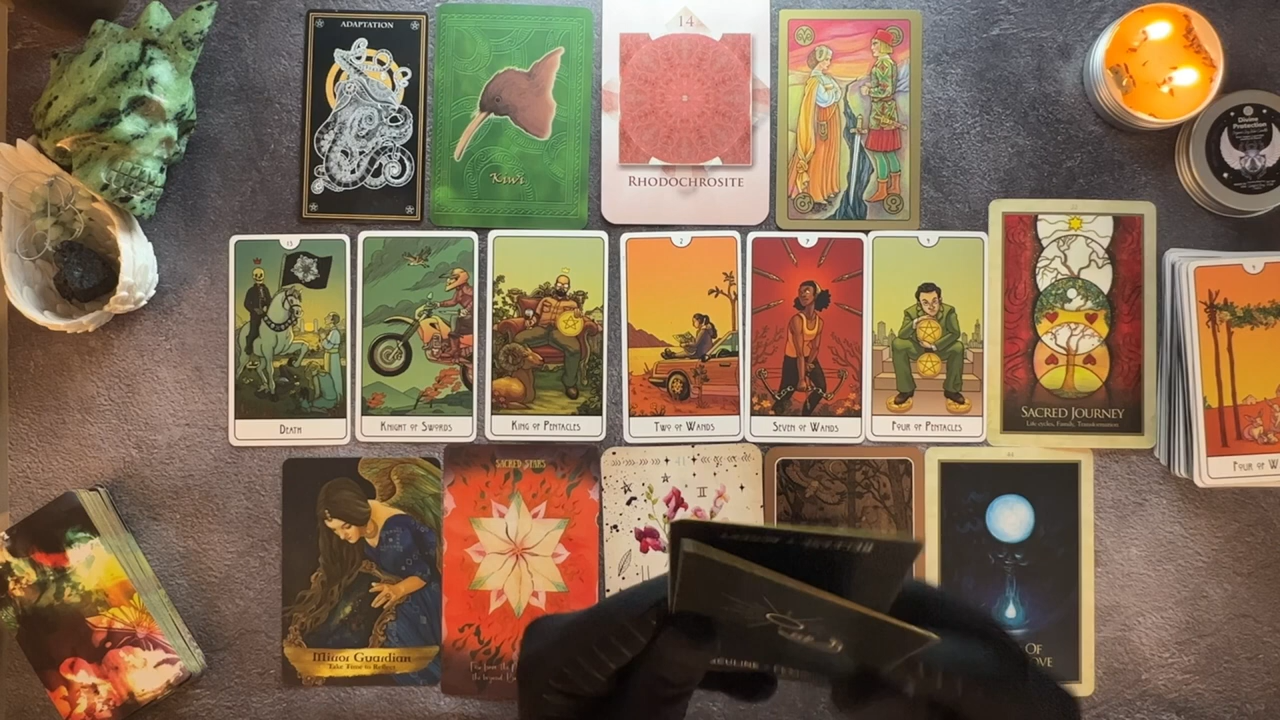 ADAPTATION
Kiwi
14
RHODOCHROSITE
Divine
Protection
13
DEATH
KNIGHT OF SWORDS
KING OF PENTACLES
2
TWO OF WANDS
7
SEVEN OF WANDS
FOUR OF PENTACLES
SACRED JOURNEY
Life cycles, Family, Transformation
FOUR OF W
Mirror Guardian
Take Time to Reflect
SACRED STARS
OF